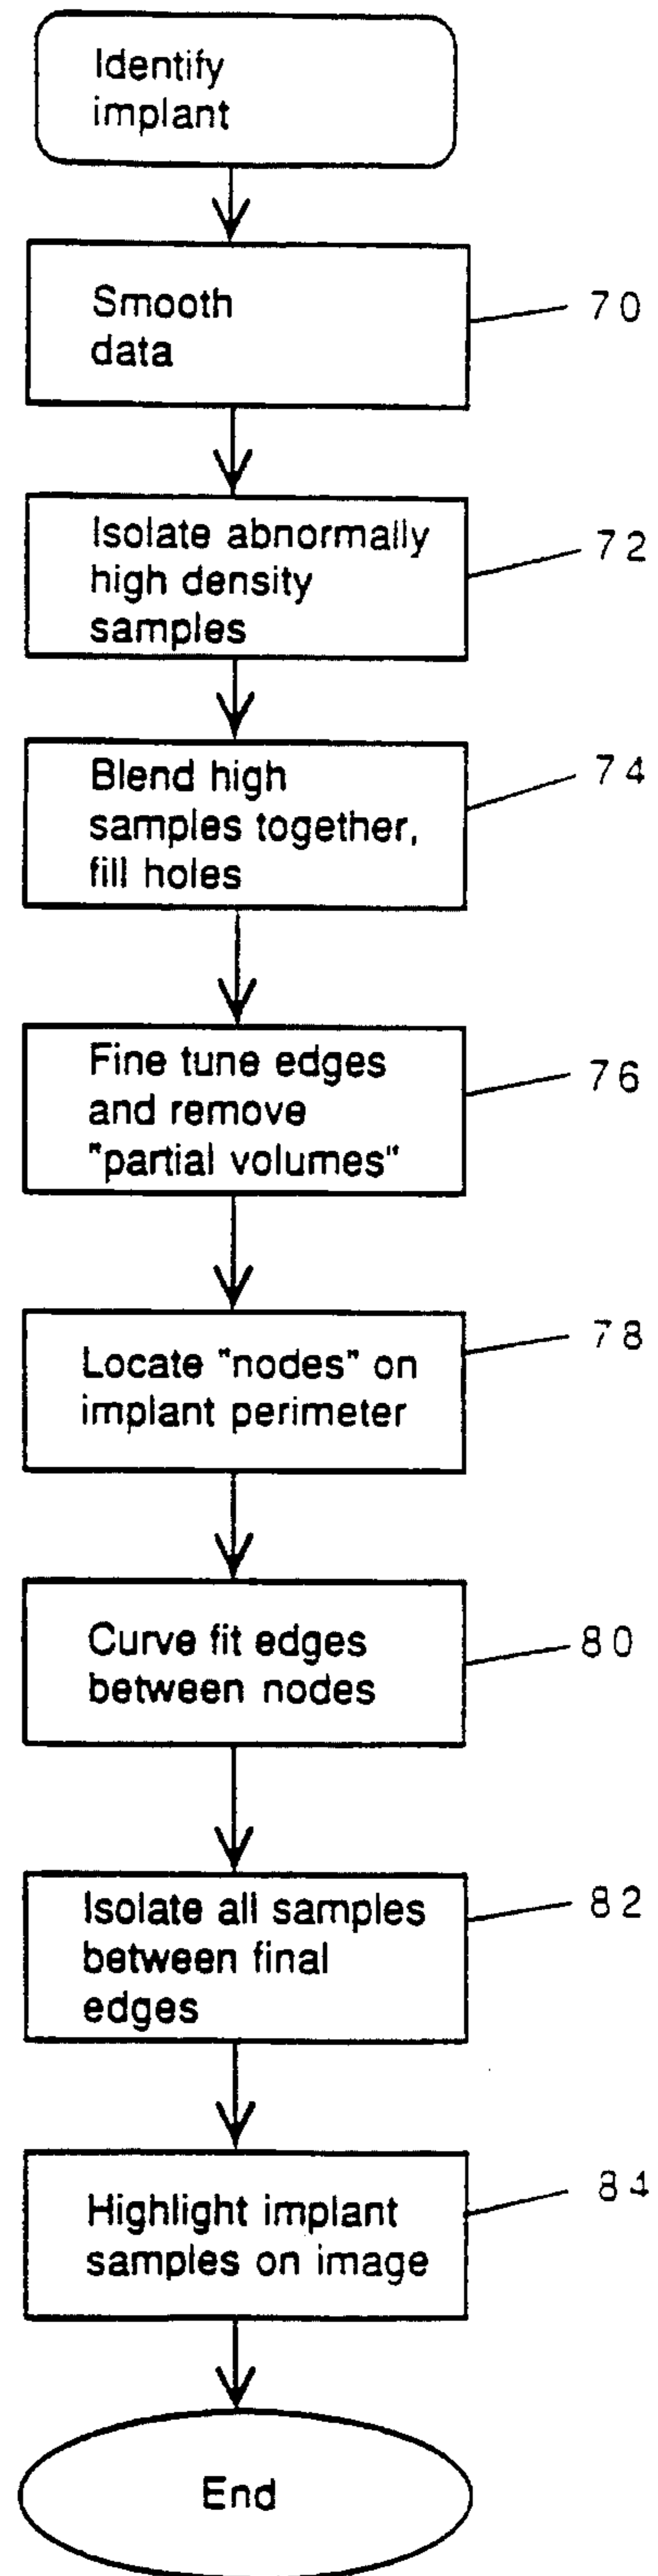 Identify
implant
Smooth
data
70
Isolate abnormally
high density
samples
72
Blend high
samples together,
fill holes
74
Fine tune edges
and remove
"partial volumes"
76
Locate "nodes" on
implant perimeter
78
Curve fit edges
between nodes
80
Isolate all samples
between final
edges
82
Highlight implant
samples on image
84
End